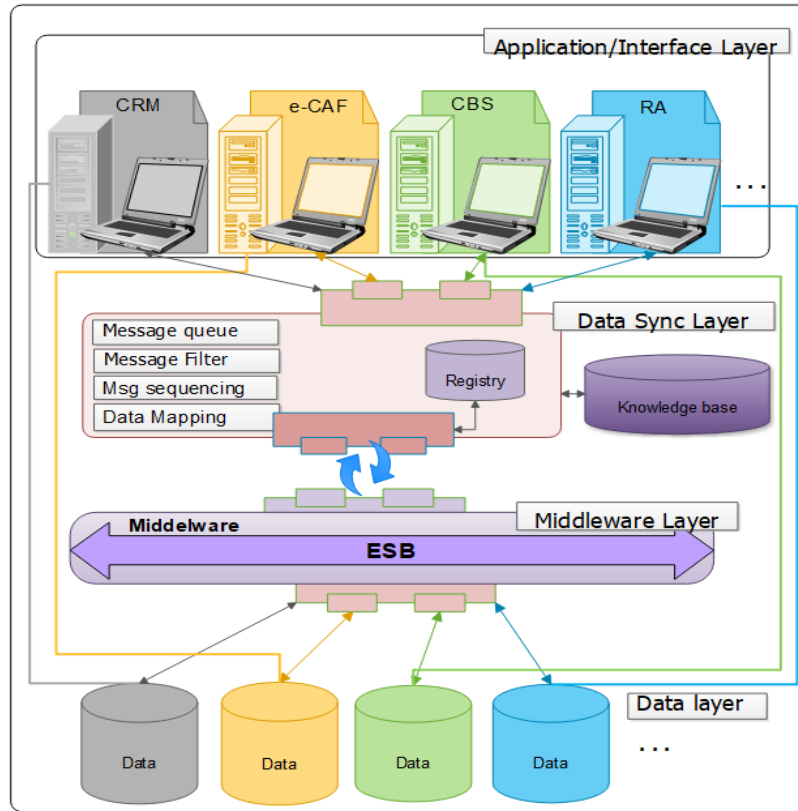 Application/Interface Layer
CRM
e-CAF
CBS
RA
...
Data Sync Layer
Message queue
Message Filter
Msg sequencing
Data Mapping
Registry
Knowledge base
Middelware
Middleware Layer
ESB
Data layer
...
Data
Data
Data
Data